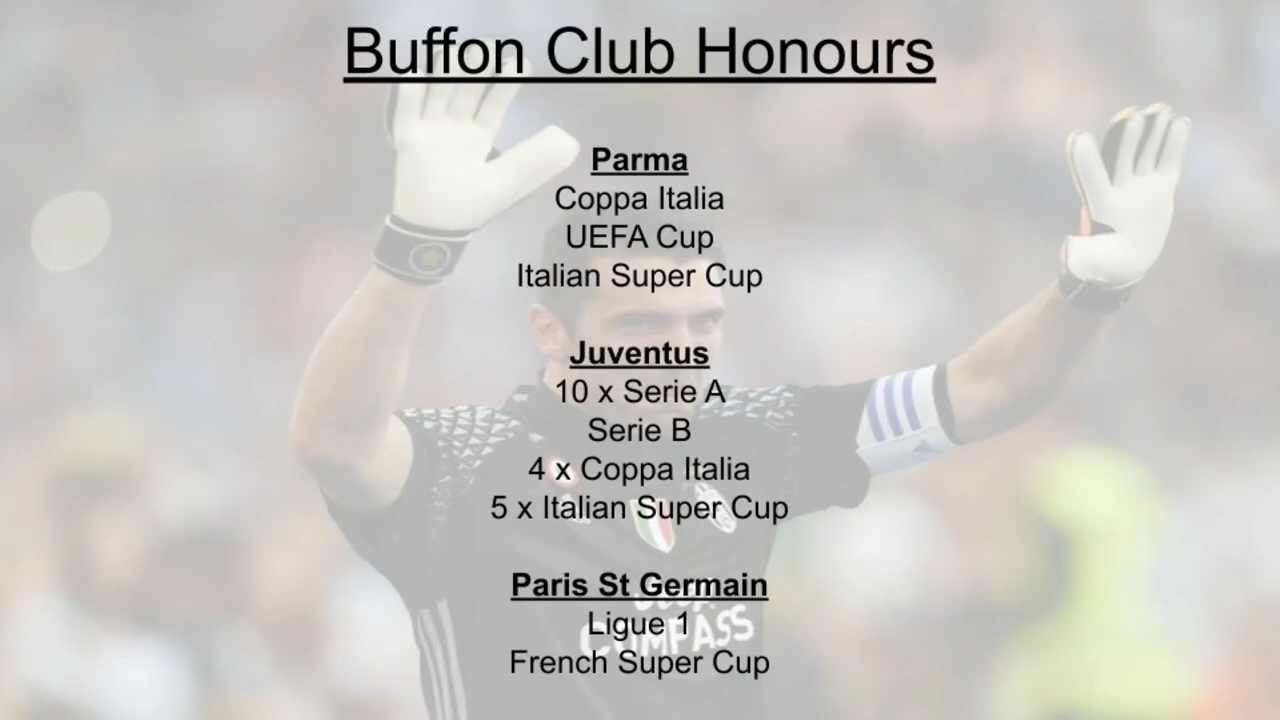 Buffon Club Honours
Parma
Coppa Italia
UEFA Cup
Italian Super Cup
Juventus
10 x Serie A
Serie B
4 x Coppa Italia
5 x Italian Super Cup
Paris St Germain
Ligue 1
French Super Cup